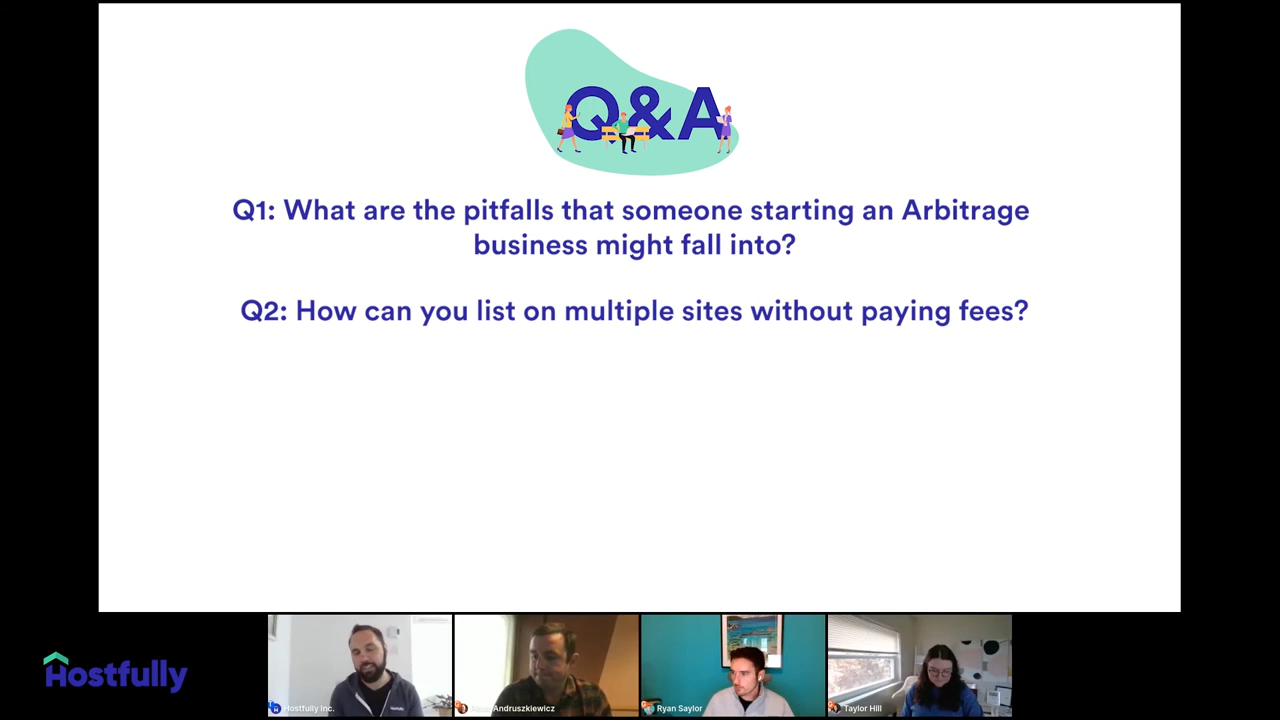 Q&A
Q1: What are the pitfalls that someone starting an Arbitrage
business might fall into?
Q2: How can you list on multiple sites without paying fees?
Hostfully
Hostfully Inc.
Andruszkiewicz
Ryan Saylor
Taylor Hill